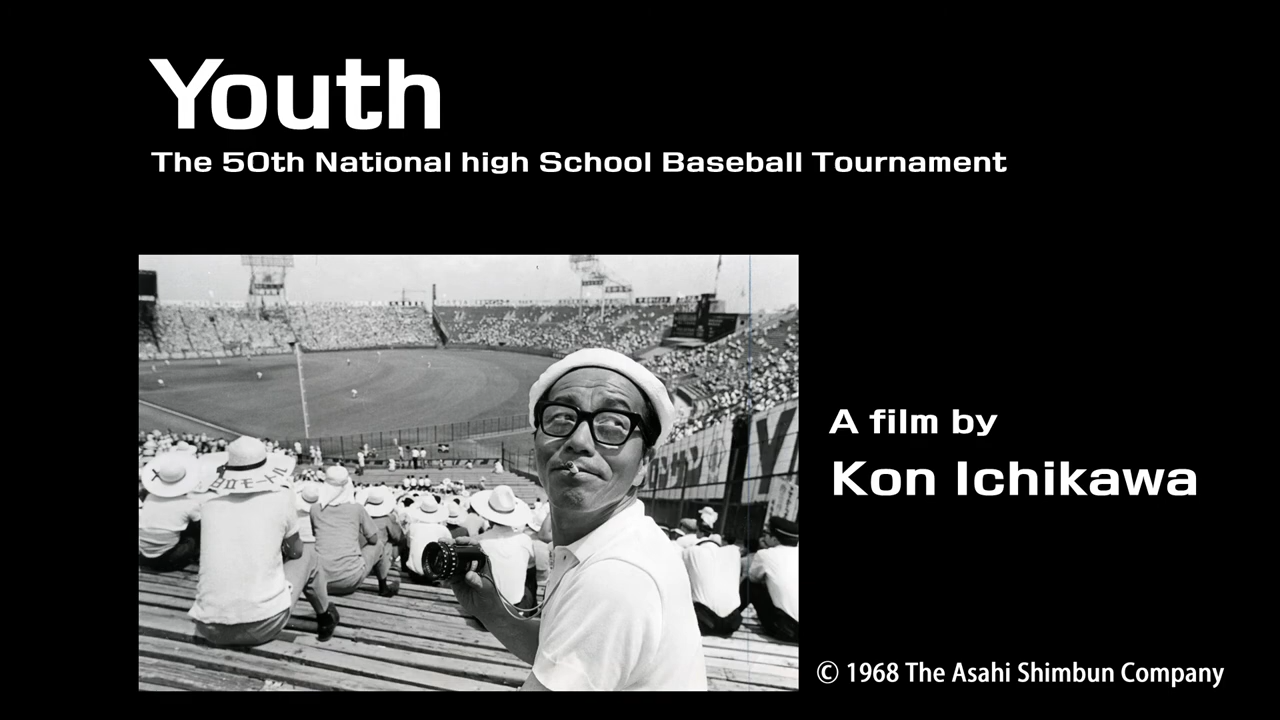 Youth
The 50th National high School Baseball Tournament
A film by
Kon Ichikawa
© 1968 The Asahi Shimbun Company